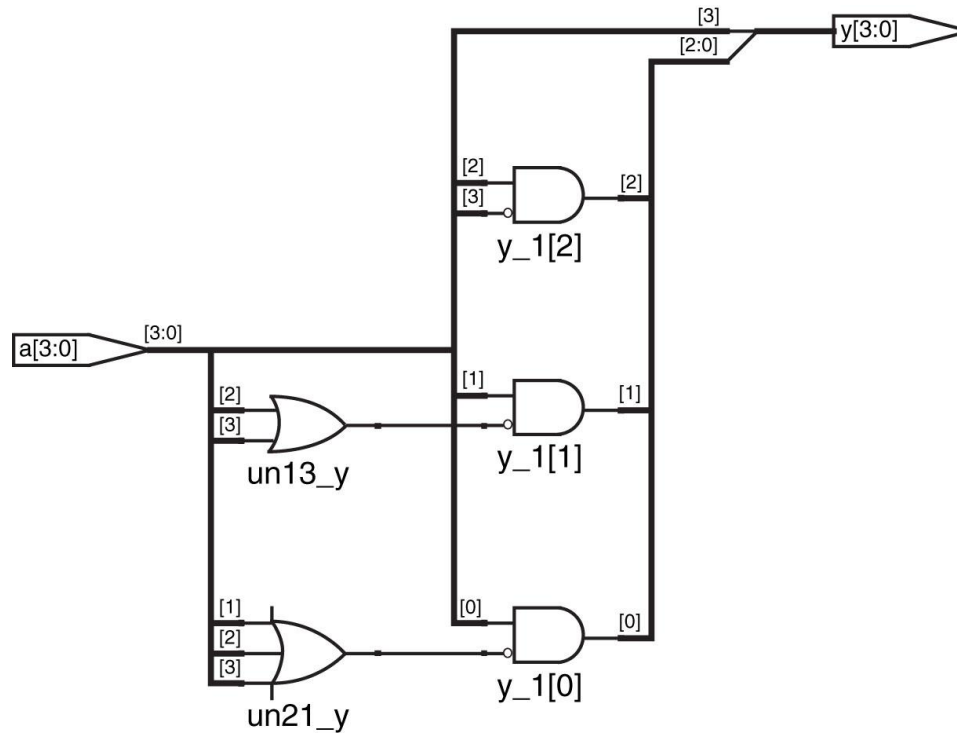 [3]
y[3:0]
[2:0]
[2]
[2]
[3]
y_1[2]
[3:0]
a[3:0]
[1]
[1]
[2]
[3]
un13_y
y_1[1]
[1]
[0]
[0]
[2]
[3]
un21_y
y_1[0]